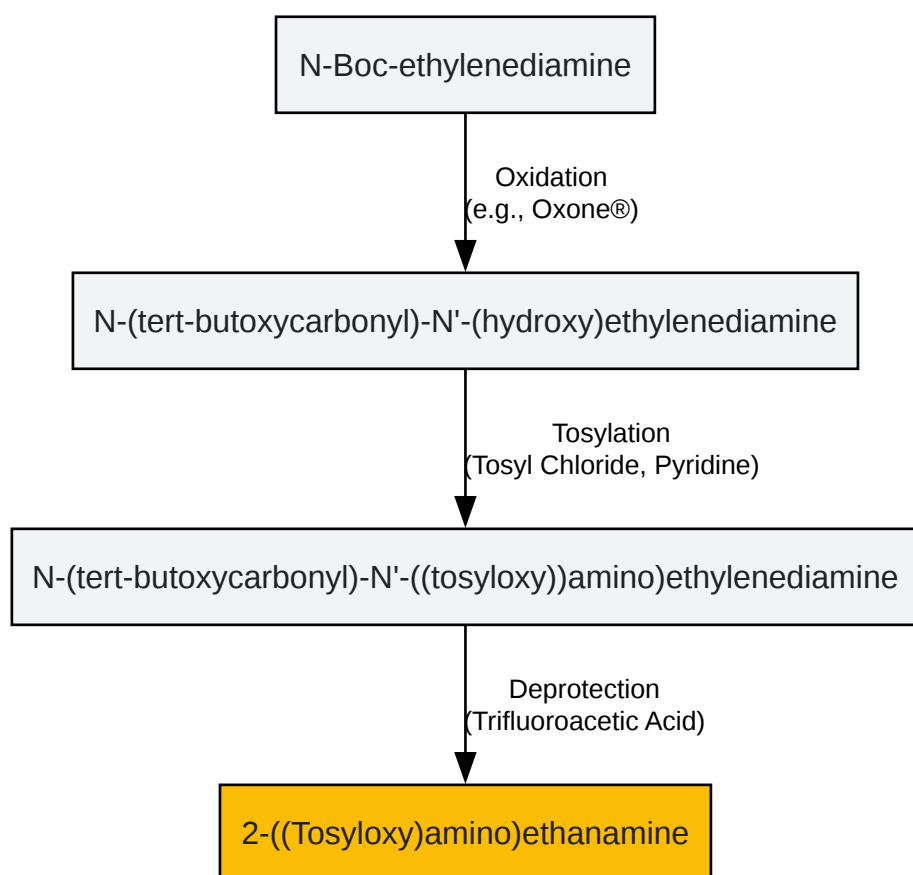 N-Boc-ethylenediamine
Oxidation
(e.g., Oxone®)
N-(tert-butoxycarbonyl)-N'-(hydroxy)ethylenediamine
Tosylation
(Tosyl Chloride, Pyridine)
N-(tert-butoxycarbonyl)-N'-((tosyloxy))amino)ethylenediamine
Deprotection
(Trifluoroacetic Acid)
2-((Tosyloxy)amino)ethanamine